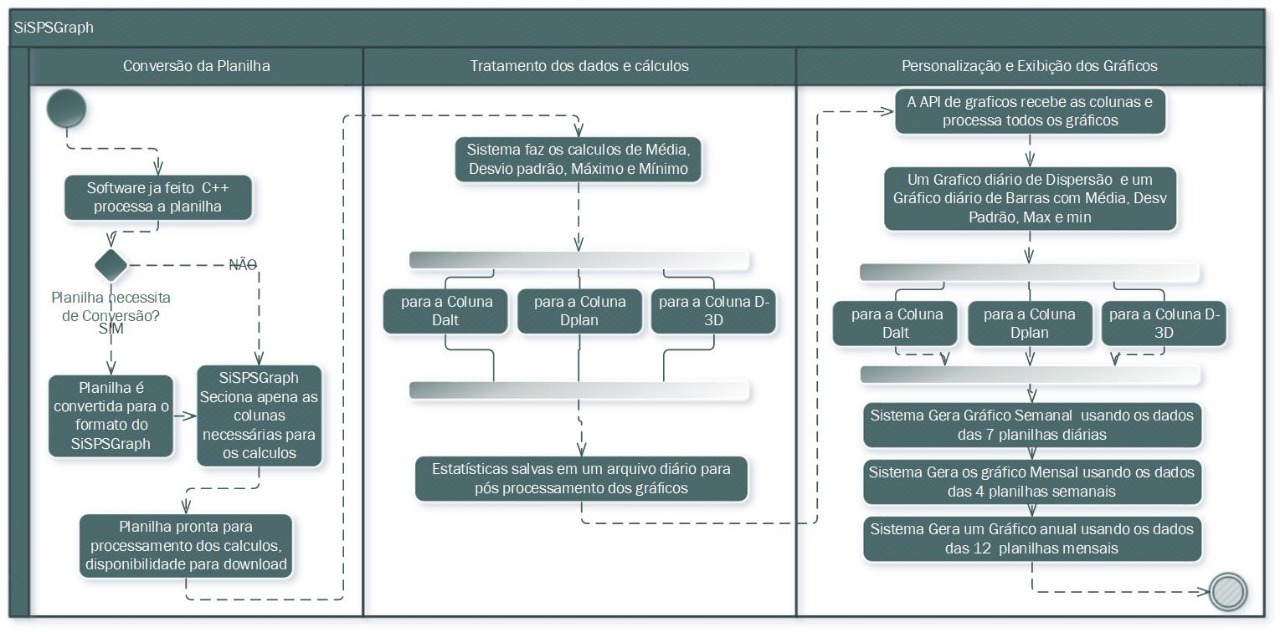 SiSPSGraph
Conversão da Planilha
Software ja feito C++
processa a planilha
NÃO
Planilha necessita
de Conversão?
SIM
Planilha é
convertida para o
formato do
SiSPSGraph
SiSPSGraph
Seciona apena as
colunas
necessárias para
os calculos
Planilha pronta para
processamento dos calculos,
disponibilidade para download
Tratamento dos dados e cálculos
Sistema faz os calculos de Média,
Desvio padrão, Máximo e Mínimo
para a Coluna
Dalt
para a Coluna
Dplan
para a Coluna D-
3D
Estatísticas salvas em um arquivo diário para
pós processamento dos gráficos
Personalização e Exibição dos Gráficos
A API de graficos recebe as colunas e
processa todos os gráficos
Um Grafico diário de Dispersão e um
Gráfico diário de Barras com Média, Desv
Padrão, Max e min
para a Coluna
Dalt
para a Coluna
Dplan
para a Coluna D-
3D
Sistema Gera Gráfico Semanal usando os dados
das 7 planilhas diárias
Sistema Gera os gráfico Mensal usando os dados
das 4 planilhas semanais
Sistema Gera um Gráfico anual usando os dados
das 12 planilhas mensais